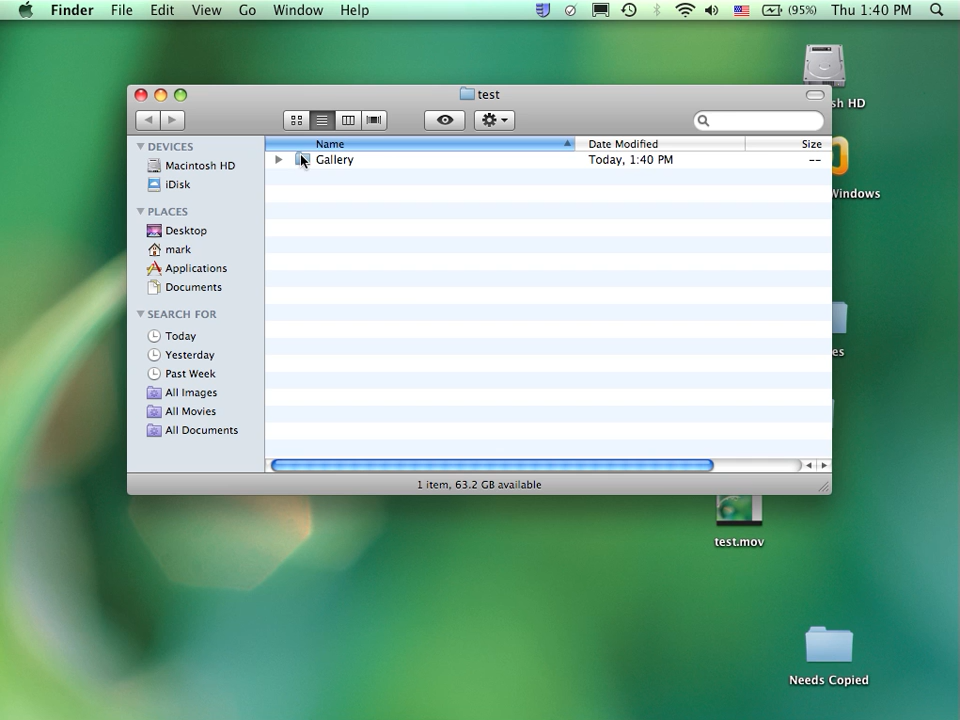 Finder File Edit View Go Window Help (95%) Thu 1:40 PM
test
sh HD
DEVICES
Name Date Modified Size
Macintosh HD
Gallery Today, 1:40 PM --
iDisk
Windows
PLACES
Desktop
mark
Applications
Documents
SEARCH FOR
Today
Yesterday
Past Week
All Images
All Movies
All Documents
es
1 item, 63.2 GB available
test.mov
Needs Copied